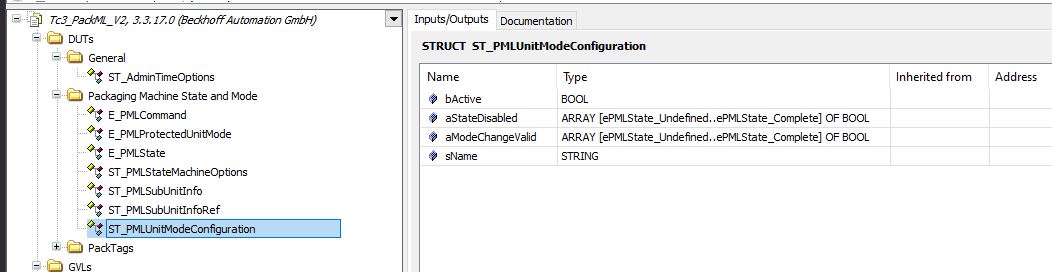 Tc3_PackML_V2, 3.3.17.0 (Beckhoff Automation GmbH)
DUTs
General
ST_AdminTimeOptions
Packaging Machine State and Mode
E_PMLCommand
E_PMLProtectedUnitMode
E_PMLState
ST_PMLStateMachineOptions
ST_PMLSubUnitInfo
ST_PMLSubUnitInfoRef
ST_PMLUnitModeConfiguration
PackTags
GVLs
Inputs/Outputs Documentation
STRUCT ST_PMLUnitModeConfiguration
Name Type Inherited from Address
bActive BOOL
aStateDisabled ARRAY [ePMLState_Undefined..ePMLState_Complete] OF BOOL
aModeChangeValid ARRAY [ePMLState_Undefined..ePMLState_Complete] OF BOOL
sName STRING